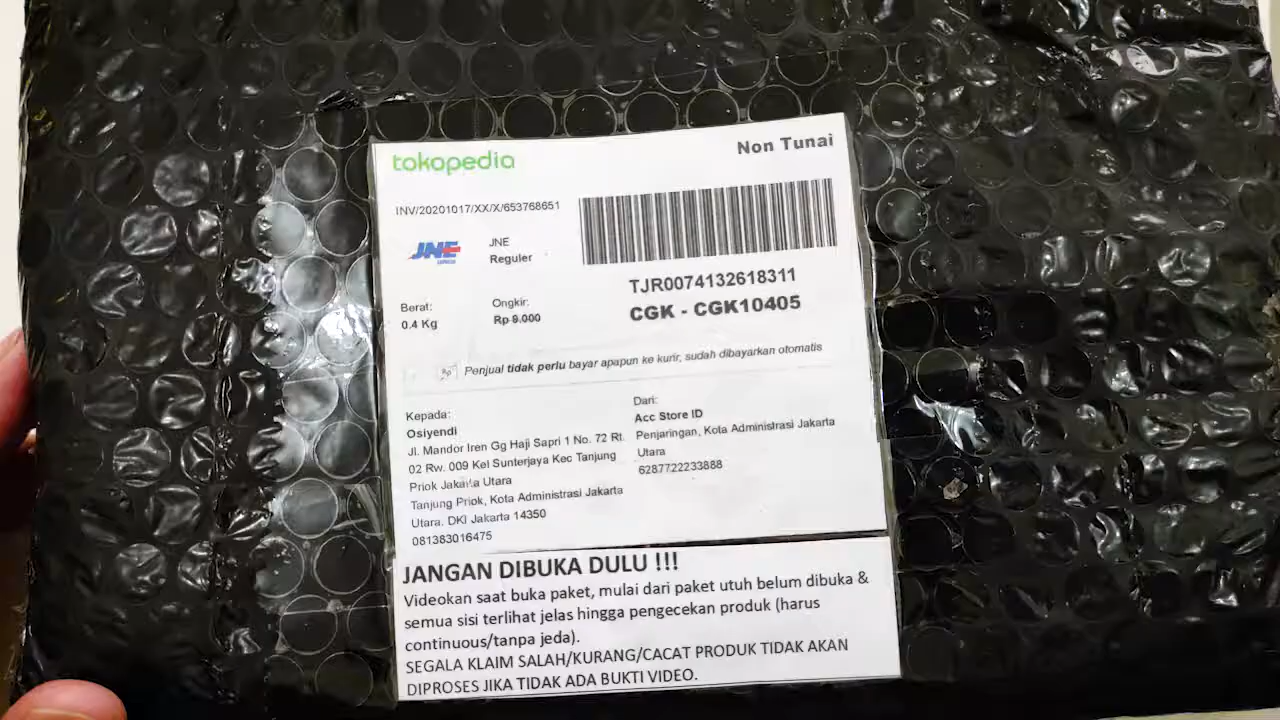 tokopedia
Non Tunai
INV/20201017/XX/X/653768651
JNE
EXPRESS
JNE
Reguler
TJR0074132618311
CGK - CGK10405
Berat:
0.4 Kg
Ongkir:
Rp 9.000
Penjual tidak perlu bayar apapun ke kurir, sudah dibayarkan otomatis
Kepada:
Osiyendi
Jl. Mandor Iren Gg Haji Sapri 1 No. 72 Rt.
02 Rw. 009 Kel Sunterjaya Kec Tanjung
Priok Jakarta Utara
Tanjung Priok, Kota Administrasi Jakarta
Utara. DKI Jakarta 14350
081383016475
Dari:
Acc Store ID
Penjaringan, Kota Administrasi Jakarta
Utara
6287722233888
JANGAN DIBUKA DULU !!!
Videokan saat buka paket, mulai dari paket utuh belum dibuka &
semua sisi terlihat jelas hingga pengecekan produk (harus
continuous/tanpa jeda).
SEGALA KLAIM SALAH/KURANG/CACAT PRODUK TIDAK AKAN
DIPROSES JIKA TIDAK ADA BUKTI VIDEO.